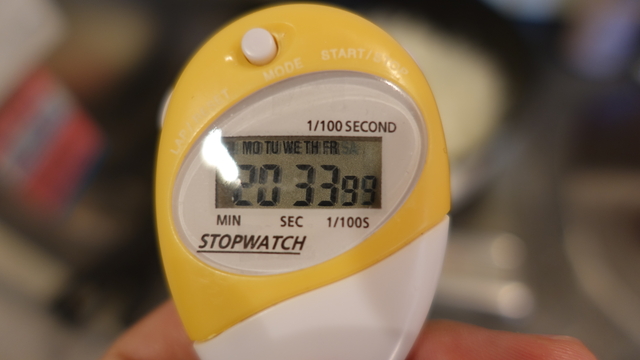 MODE START/STOP
1/100 SECOND
MO TU WE TH FR SA
20 33 99
MIN SEC 1/100S
STOPWATCH